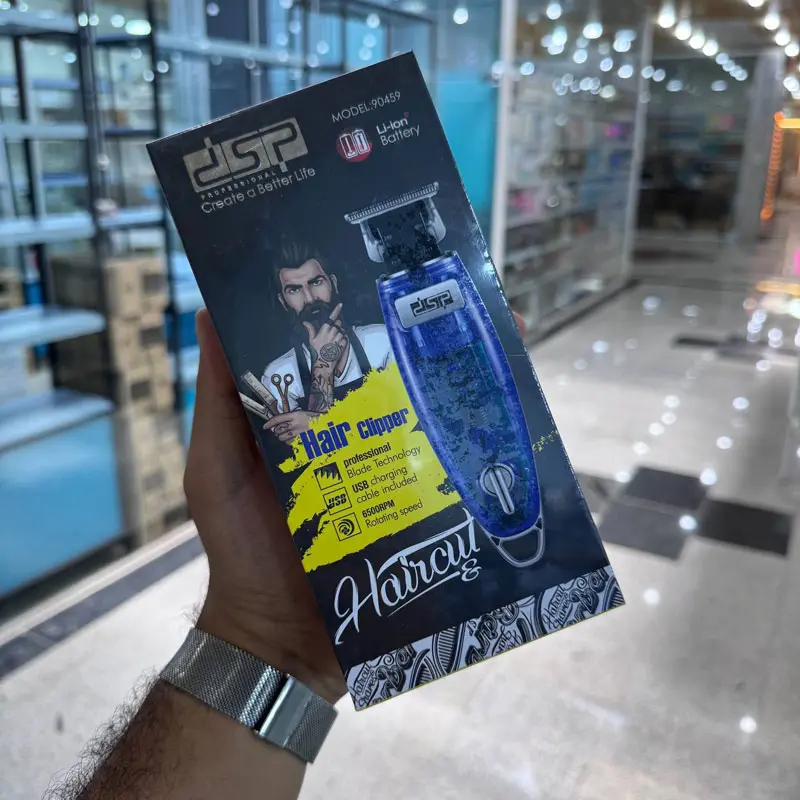 MODEL:90459
dsp
PROFESSIONAL
Create a Better Life
Li-ion
Battery
dsp
Hair Clipper
professional
Blade Technology
USB
USB charging
cable included
6500RPM
Rotating speed
Haircut
&